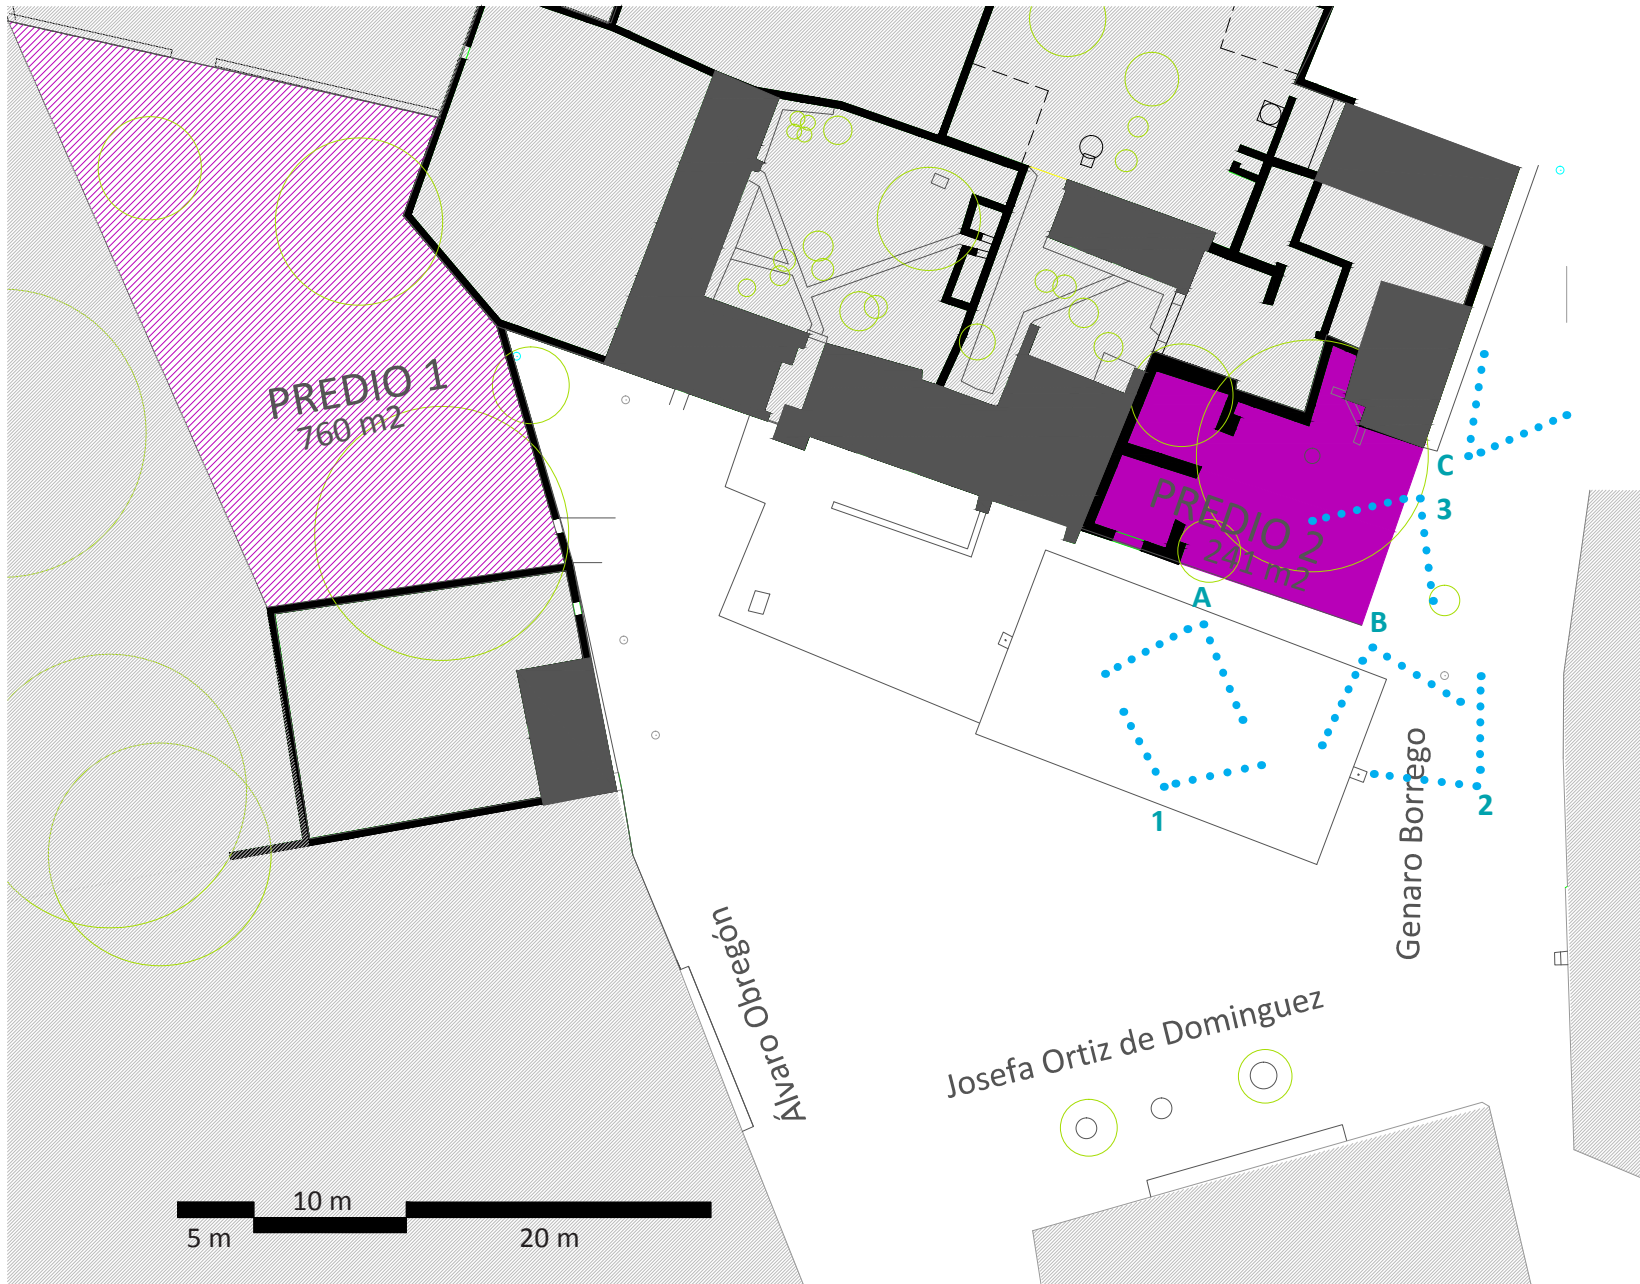 PREDIO 1
760 m2
C
3
PREDIO 2
241 m2
A
B
1
2
Genaro Borrego
Álvaro Obregón
Josefa Ortiz de Dominguez
10 m
5 m
20 m